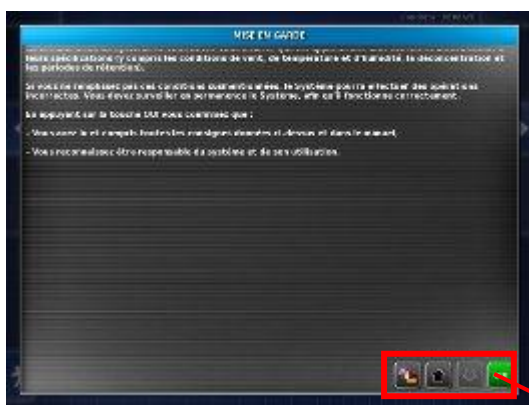 MISE EN GARDE
leurs spécifications (y compris les conditions de vent, de température et d'humidité, la déconcentration et
les périodes de rétention).
Si vous ne remplissez pas ces conditions susmentionnées, le Système pourra effectuer des opérations
incorrectes. Vous devez surveiller en permanence le Système, afin qu'il fonctionne correctement.
En appuyant sur la touche OUI vous confirmez que :
- Vous avez lu et compris toutes les consignes données ci-dessus et dans le manuel,
- Vous reconnaissez être responsable du système et de son utilisation.